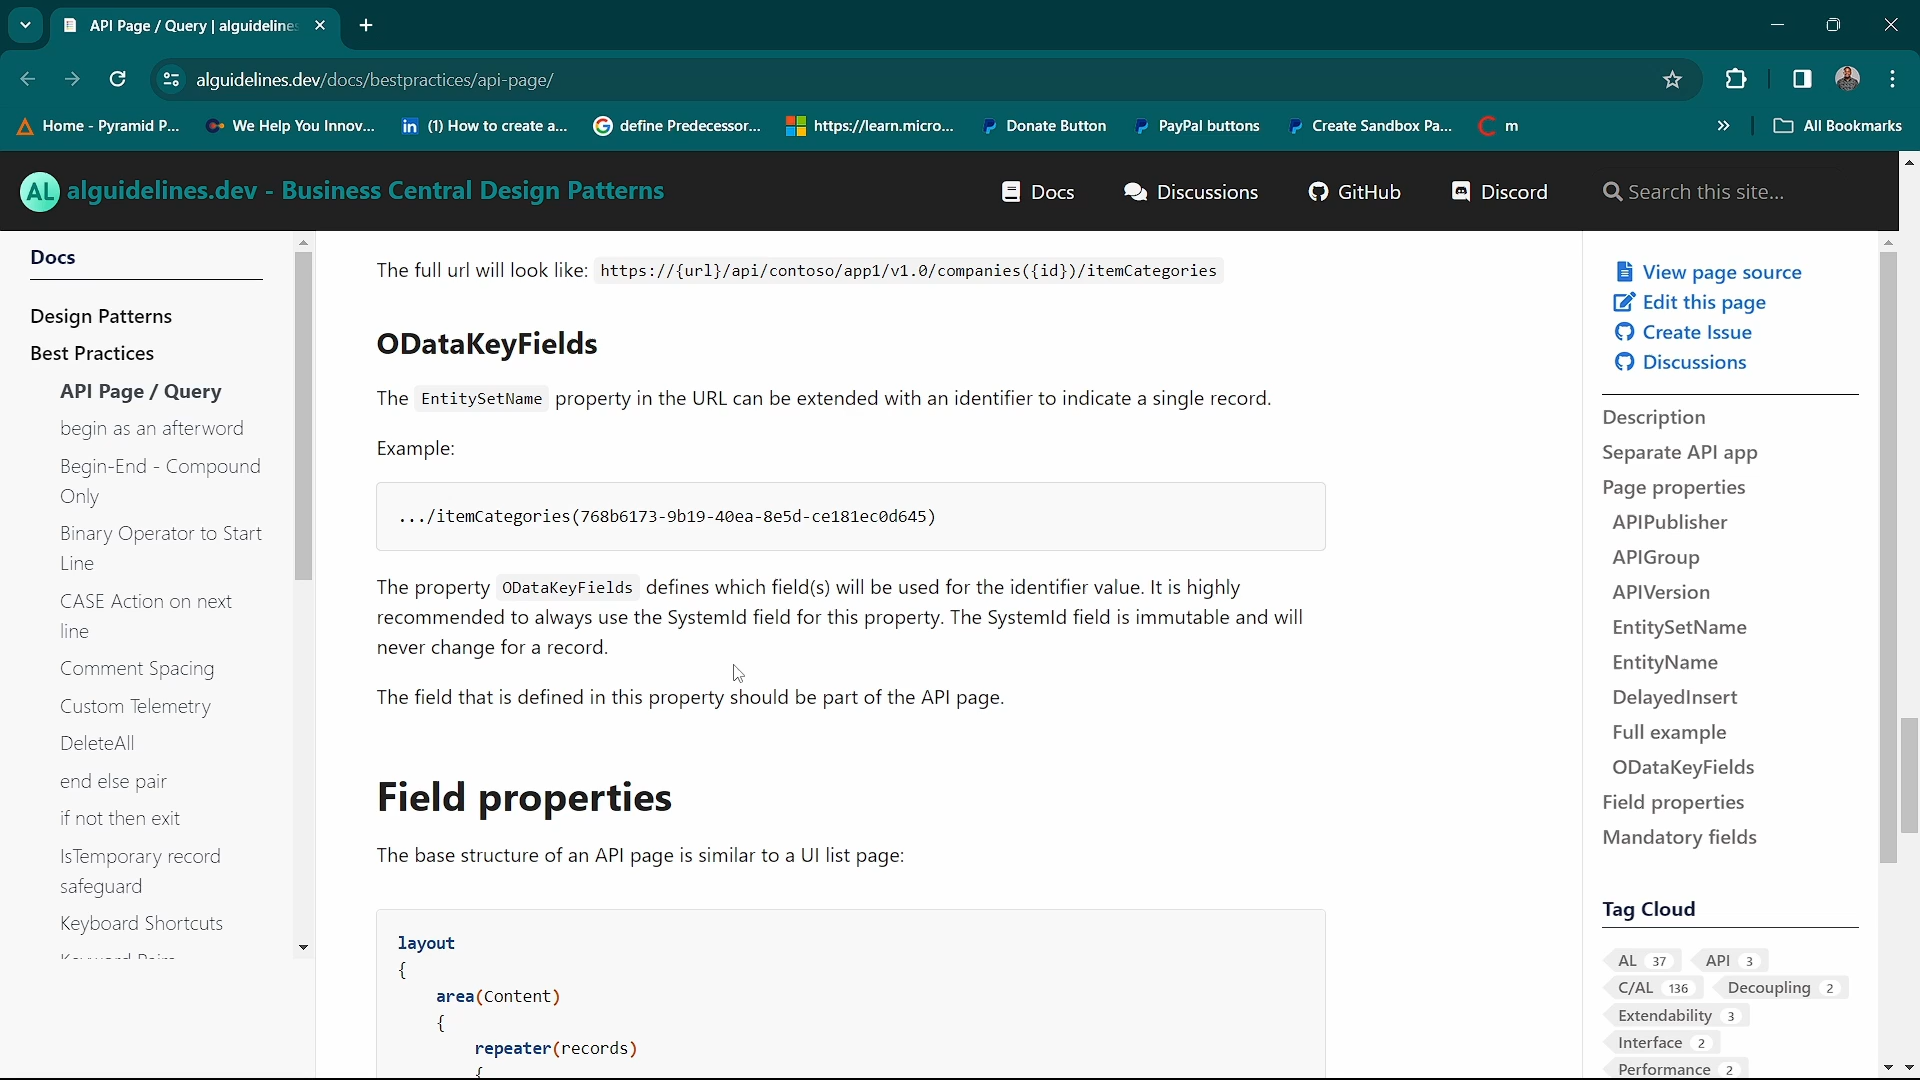 API Page / Query | alguidelines
alguidelines.dev/docs/bestpractices/api-page/
Home - Pyramid P...
We Help You Innov...
(1) How to create a...
define Predecessor...
https://learn.micro...
Donate Button
PayPal buttons
Create Sandbox Pa...
m
All Bookmarks
AL alguidelines.dev - Business Central Design Patterns
Docs
Discussions
GitHub
Discord
Search this site...
Docs
Design Patterns
Best Practices
API Page / Query
begin as an afterword
Begin-End - Compound
Only
Binary Operator to Start
Line
CASE Action on next
line
Comment Spacing
Custom Telemetry
DeleteAll
end else pair
if not then exit
IsTemporary record
safeguard
Keyboard Shortcuts
The full url will look like: https://{url}/api/contoso/app1/v1.0/companies({id})/itemCategories
ODataKeyFields
The EntitySetName property in the URL can be extended with an identifier to indicate a single record.
Example:
.../itemCategories(768b6173-9b19-40ea-8e5d-ce181ec0d645)
The property ODataKeyFields defines which field(s) will be used for the identifier value. It is highly
recommended to always use the SystemId field for this property. The SystemId field is immutable and will
never change for a record.
The field that is defined in this property should be part of the API page.
Field properties
The base structure of an API page is similar to a UI list page:
layout
{
area(Content)
{
repeater(records)
{
View page source
Edit this page
Create Issue
Discussions
Description
Separate API app
Page properties
APIPublisher
APIGroup
APIVersion
EntitySetName
EntityName
DelayedInsert
Full example
ODataKeyFields
Field properties
Mandatory fields
Tag Cloud
AL 37 API 3
C/AL 136 Decoupling 2
Extendability 3
Interface 2
Performance 2